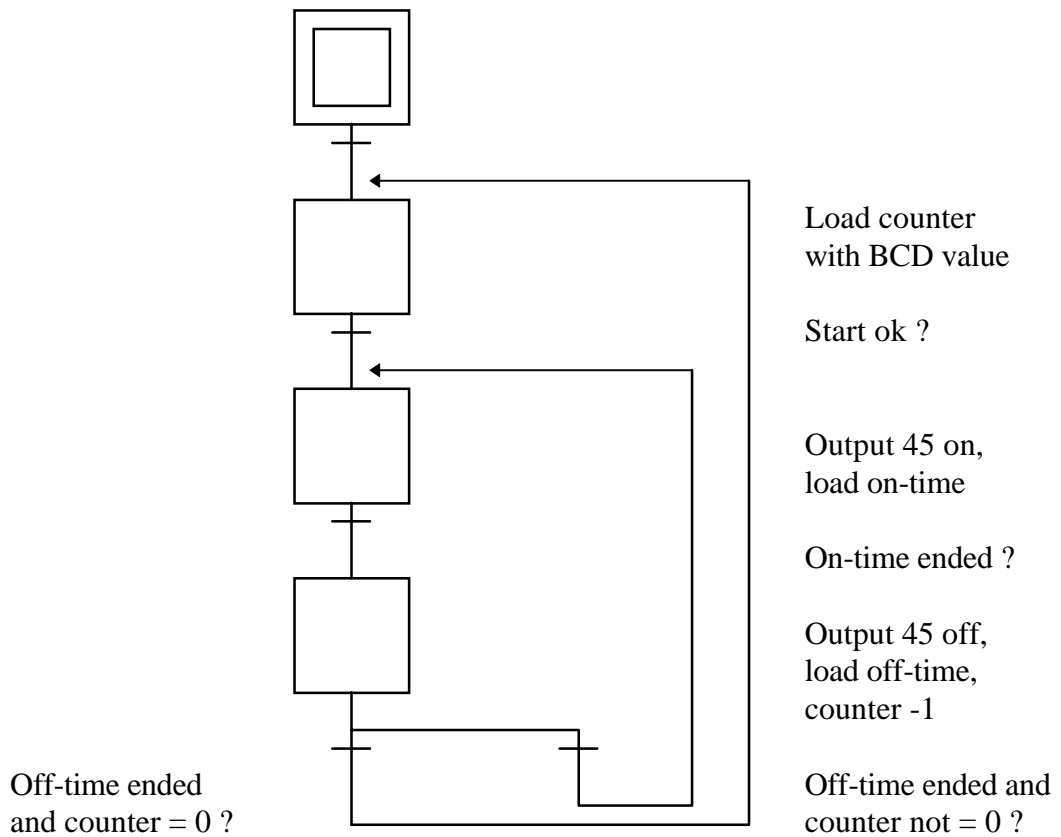 Load counter
with BCD value
Start ok ?
Output 45 on,
load on-time
On-time ended ?
Output 45 off,
load off-time,
counter -1
Off-time ended
and counter = 0 ?
Off-time ended and
counter not = 0 ?